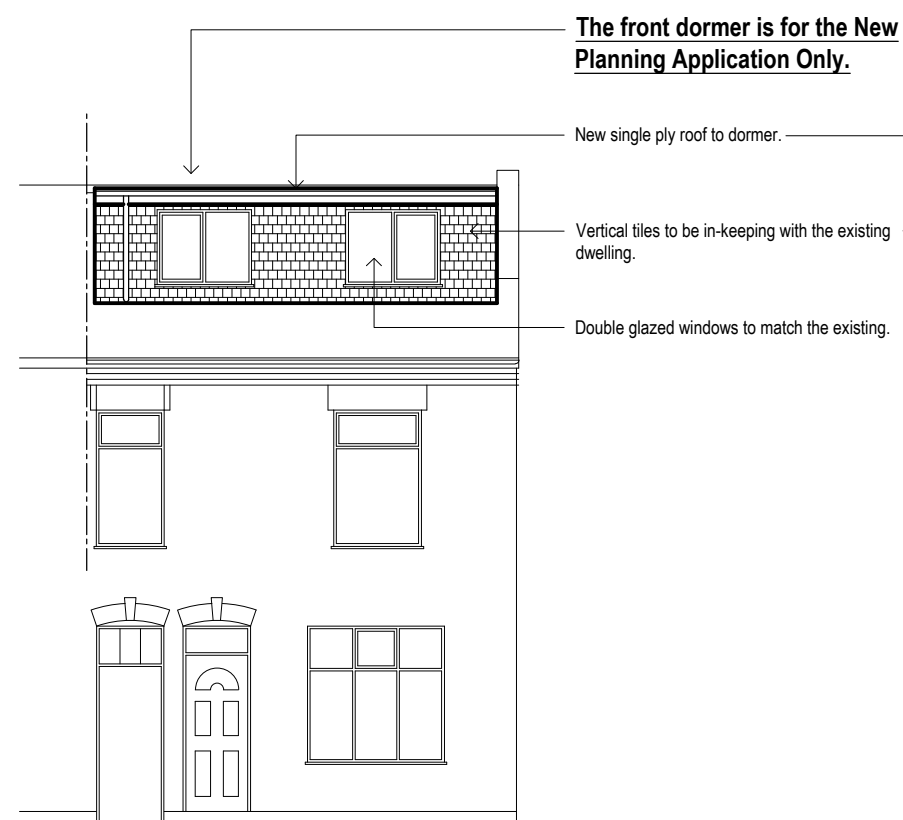 The front dormer is for the New
Planning Application Only.
New single ply roof to dormer.
Vertical tiles to be in-keeping with the existing
dwelling.
Double glazed windows to match the existing.